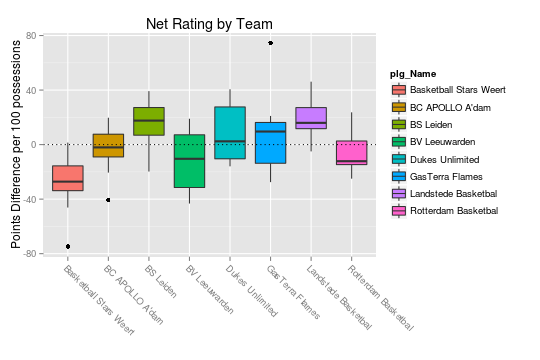 Net Rating by Team
Points Difference per 100 possessions
80
40
0
-40
-80
Basketball Stars Weert
BC APOLLO A'dam
BS Leiden
BV Leeuwarden
Dukes Unlimited
GasTerra Flames
Landstede Basketbal
Rotterdam Basketbal
plg_Name
Basketball Stars Weert
BC APOLLO A'dam
BS Leiden
BV Leeuwarden
Dukes Unlimited
GasTerra Flames
Landstede Basketbal
Rotterdam Basketbal